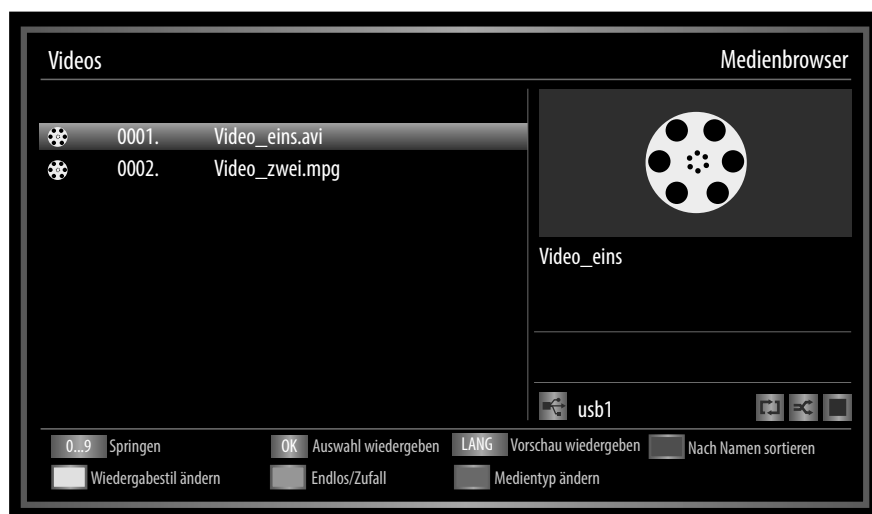 Videos Medienbrowser
0001. Video_eins.avi
0002. Video_zwei.mpg
Video_eins
usb1
0...9 Springen OK Auswahl wiedergeben LANG Vorschau wiedergeben Nach Namen sortieren
Wiedergabestil ändern Endlos/Zufall Medientyp ändern